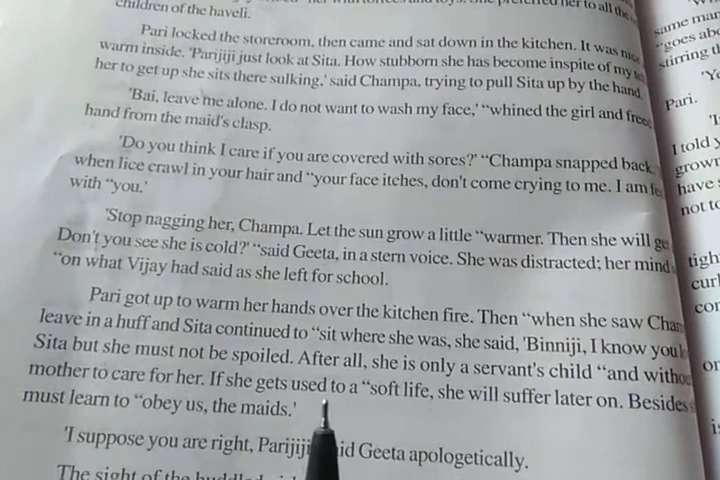 children of the haveli.
Pari locked the storeroom, then came and sat down in the kitchen. It was nice
warm inside. 'Parijiji just look at Sita. How stubborn she has become inspite of my
her to get up she sits there sulking,' said Champa, trying to pull Sita up by the hand.
'Bai, leave me alone. I do not want to wash my face,' "whined the girl and
hand from the maid's clasp.
'Do you think I care if you are covered with sores?' "Champa snapped back,
when lice crawl in your hair and "your face itches, don't come crying to me. I am
with "you.'
'Stop nagging her, Champa. Let the sun grow a little "warmer. Then she will
Don't you see she is cold?' "said Geeta, in a stern voice. She was distracted; her mind
"on what Vijay had said as she left for school.
Pari got up to warm her hands over the kitchen fire. Then "when she saw
leave in a huff and Sita continued to "sit where she was, she said, 'Binniji, I know you
Sita but she must not be spoiled. After all, she is only a servant's child "and
mother to care for her. If she gets used to a "soft life, she will suffer later on. Besides
must learn to "obey us, the maids.'
'I suppose you are right, Parijiji, Geeta apologetically.
The sight of the
same
"goes
stirring
Pari.
I told
have
not to